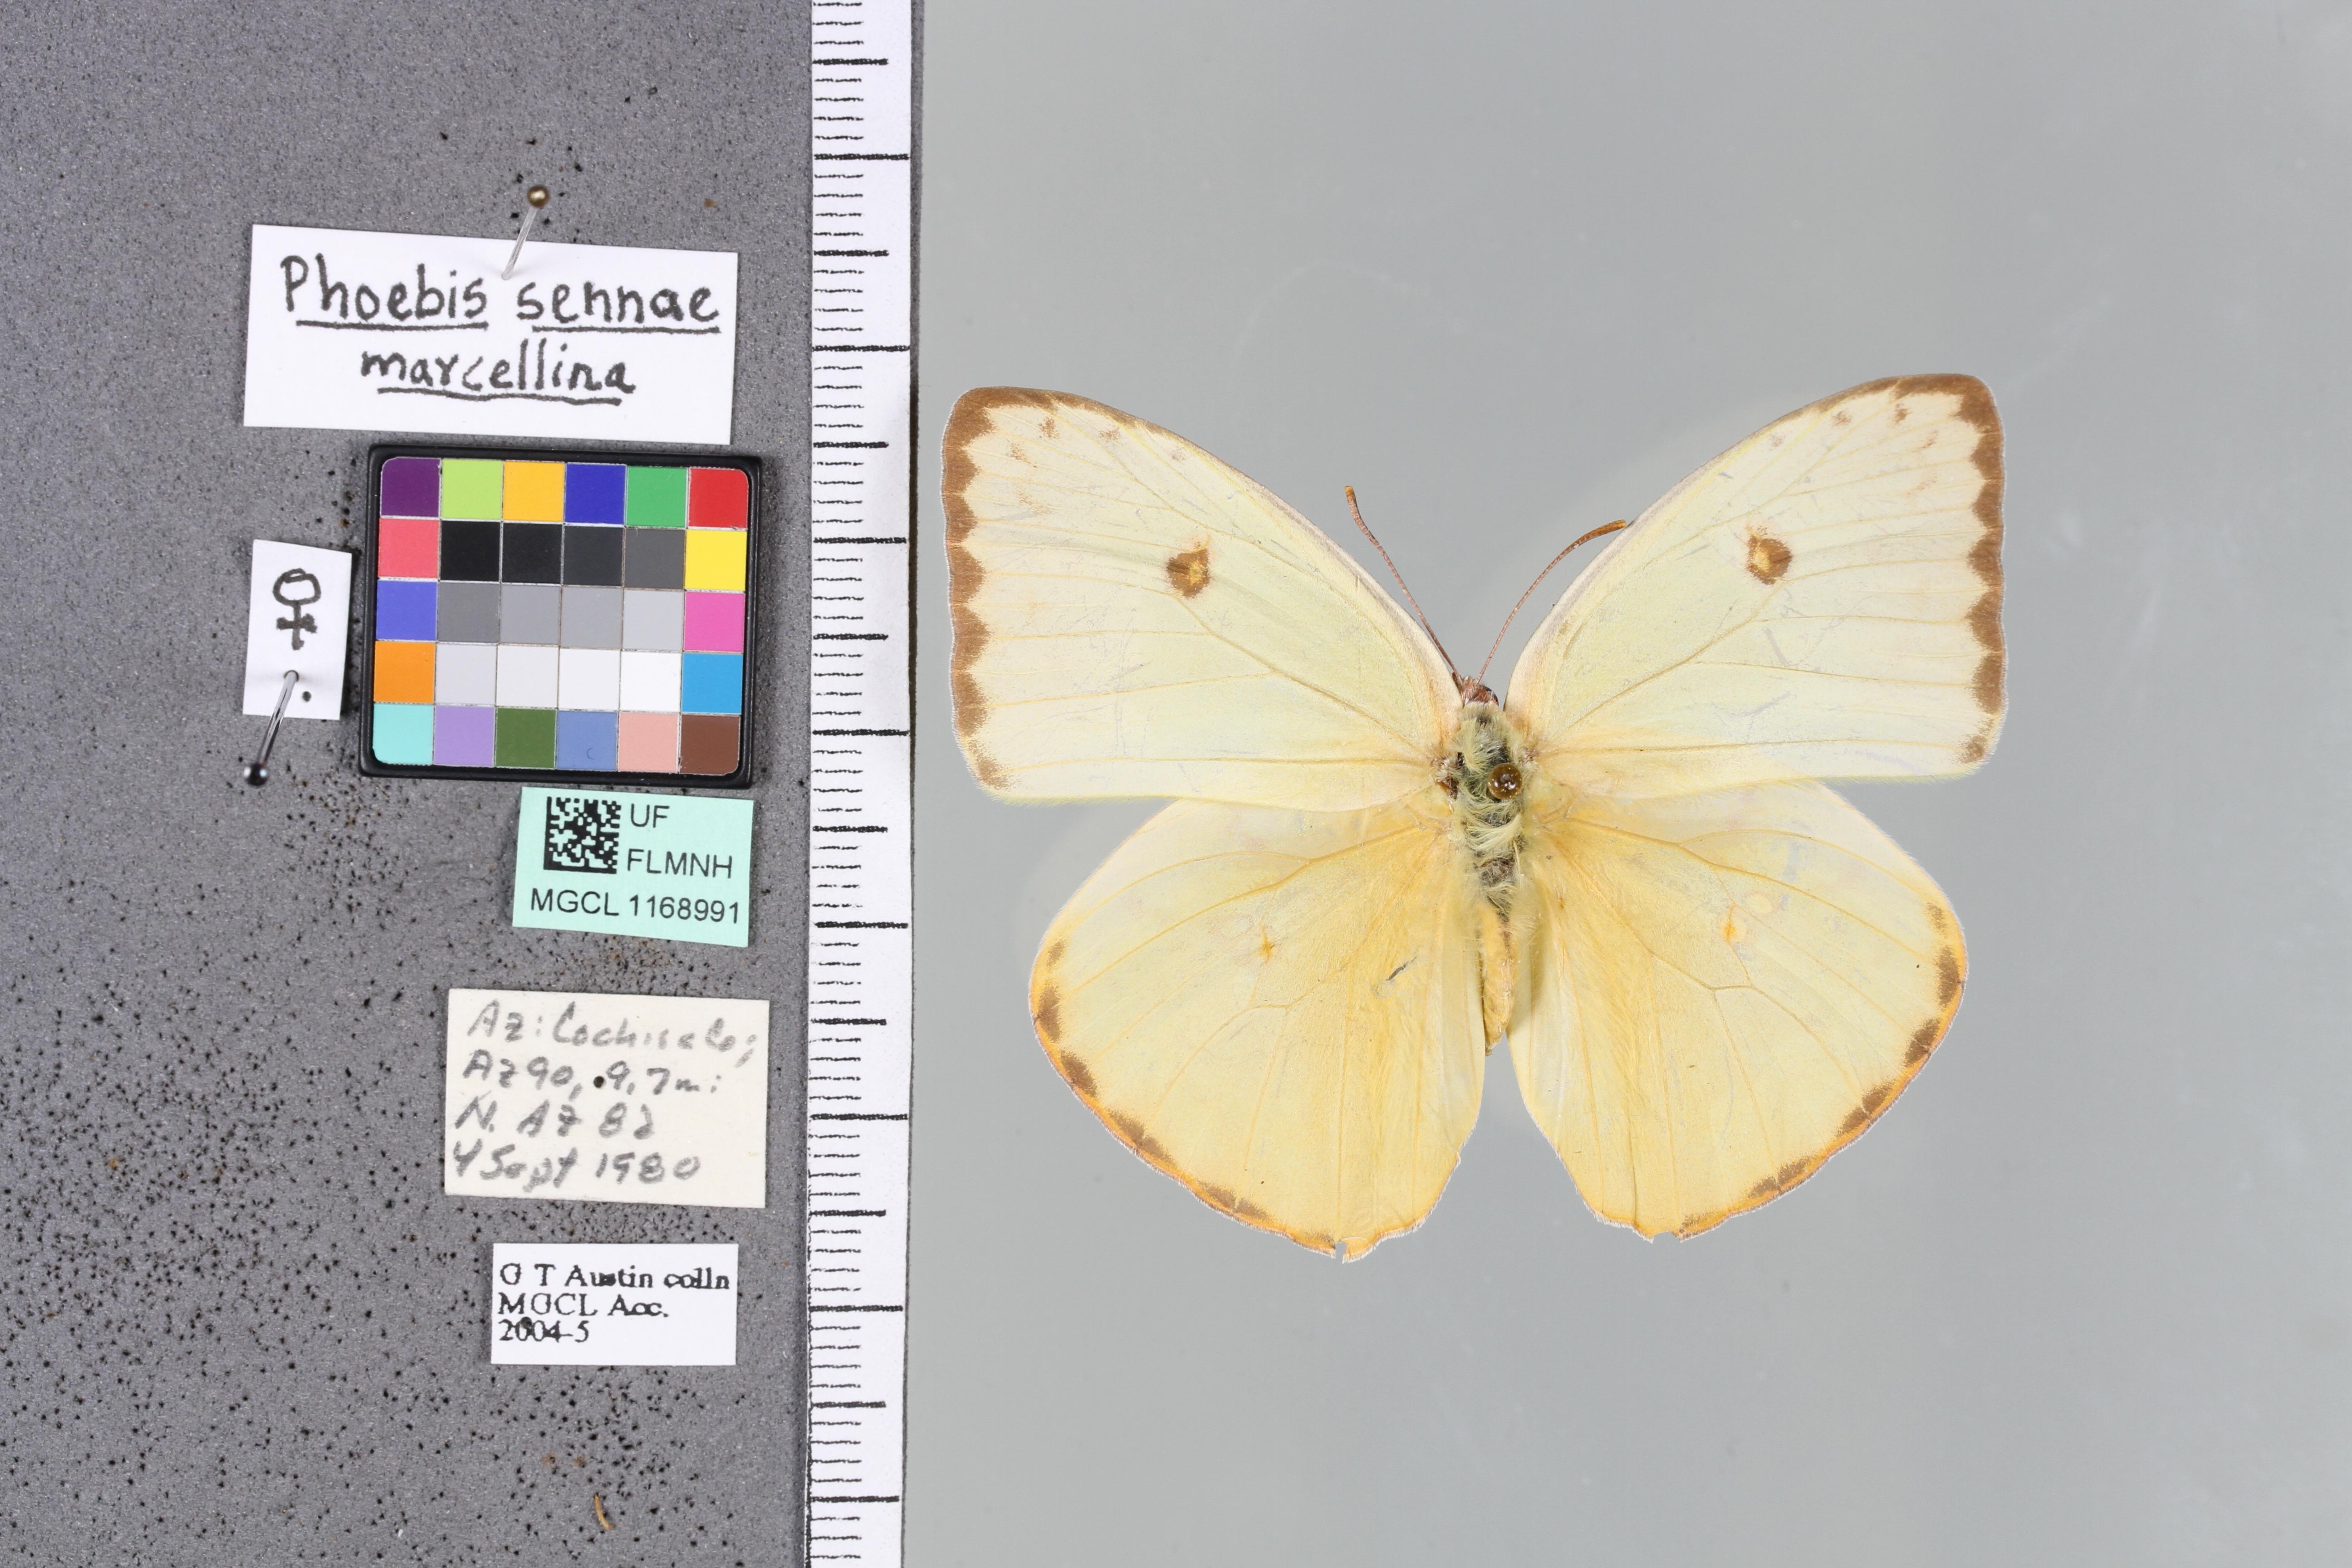 Phoebis sennae
marcellina
♀
UF
FLMNH
MGCL 1168991
Az: Cochise Co;
Az 90, 9.7 mi
N. Az 82
4 Sept 1980
G T Austin colln
MGCL Acc.
2004-5